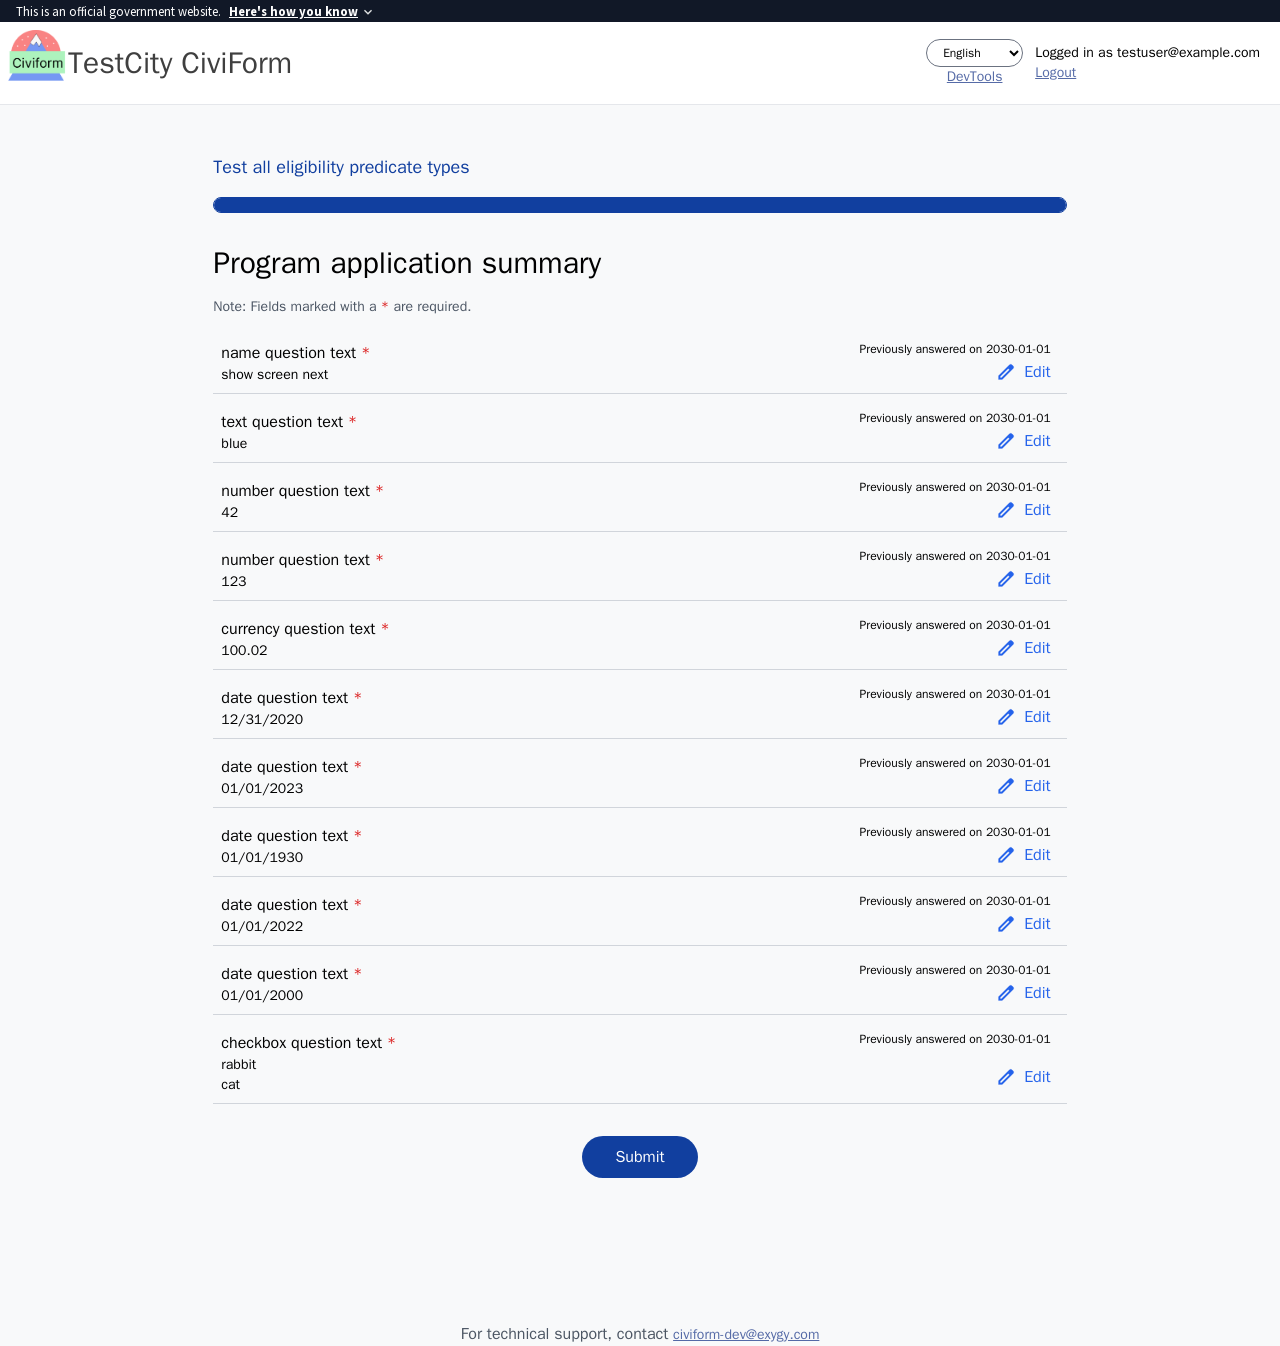 This is an official government website. Here's how you know
Civiform
TestCity CiviForm
English
DevTools
Logged in as testuser@example.com
Logout
Test all eligibility predicate types
Program application summary
Note: Fields marked with a * are required.
name question text *
show screen next
Previously answered on 2030-01-01
Edit
text question text *
blue
Previously answered on 2030-01-01
Edit
number question text *
42
Previously answered on 2030-01-01
Edit
number question text *
123
Previously answered on 2030-01-01
Edit
currency question text *
100.02
Previously answered on 2030-01-01
Edit
date question text *
12/31/2020
Previously answered on 2030-01-01
Edit
date question text *
01/01/2023
Previously answered on 2030-01-01
Edit
date question text *
01/01/1930
Previously answered on 2030-01-01
Edit
date question text *
01/01/2022
Previously answered on 2030-01-01
Edit
date question text *
01/01/2000
Previously answered on 2030-01-01
Edit
checkbox question text *
rabbit
cat
Previously answered on 2030-01-01
Edit
Submit
For technical support, contact civiform-dev@exygy.com